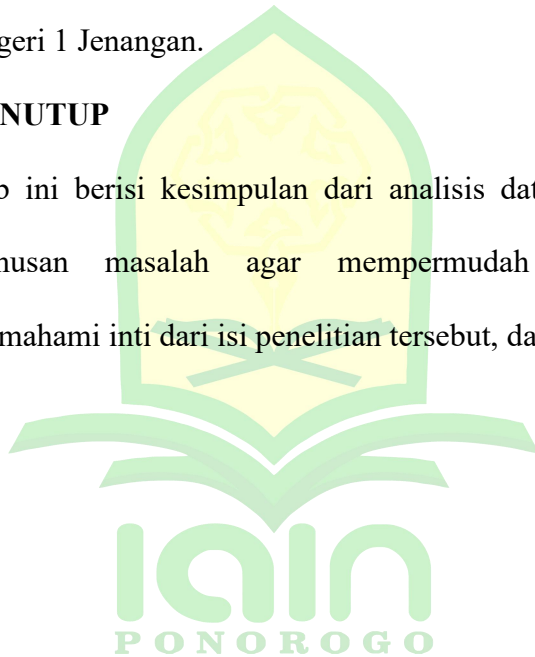 geri 1 Jenangan.
NUTUP
b ini berisi kesimpulan dari analisis dat
nusan masalah agar mempermudah
mahami inti dari isi penelitian tersebut, da
iain
PONOROGO